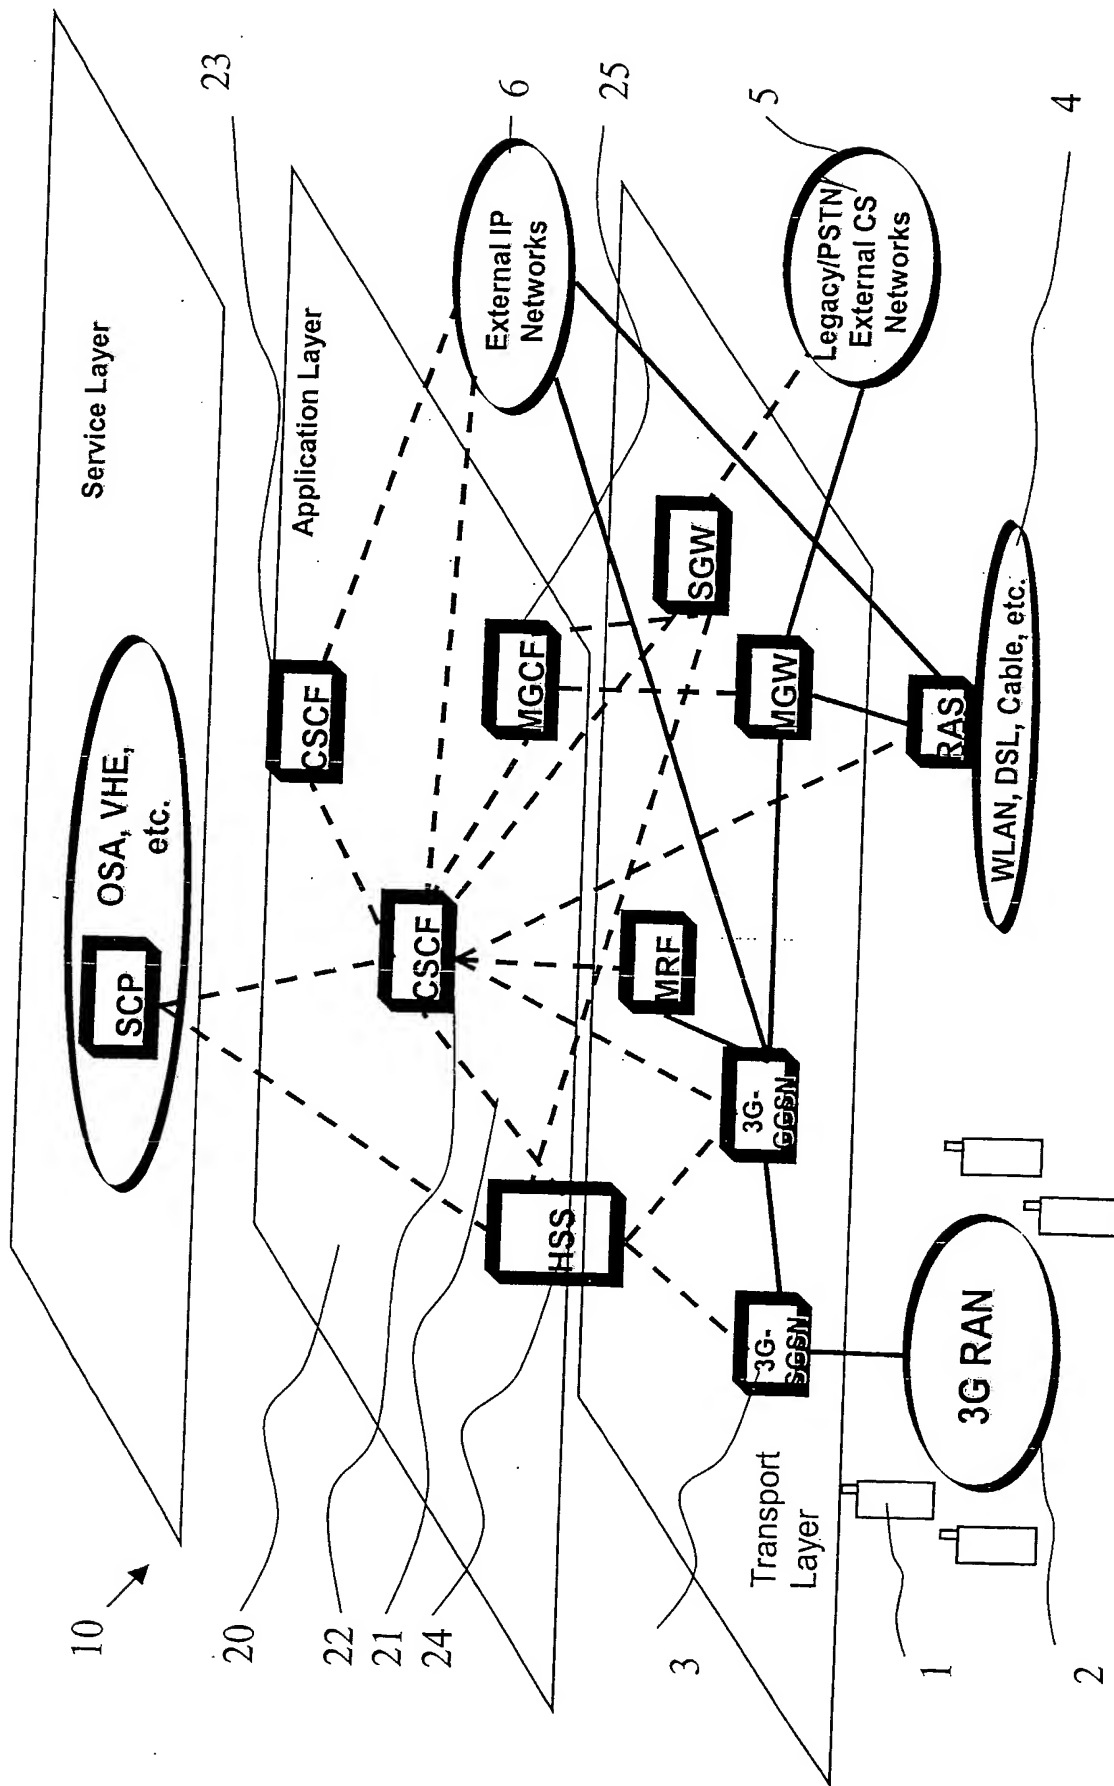 10
Service Layer
SCP
OSA, VHE,
etc.
20
23
Application Layer
CSCF
CSCF
22
21
24
6
External IP
Networks
HSS
MGCF
25
MRF
SGW
3
3G-
SGSN
3G-
GGSN
MGW
5
Legacy/PSTN/
External CS
Networks
Transport
Layer
1
2
3G RAN
RAS
WLAN, DSL, Cable, etc.
4